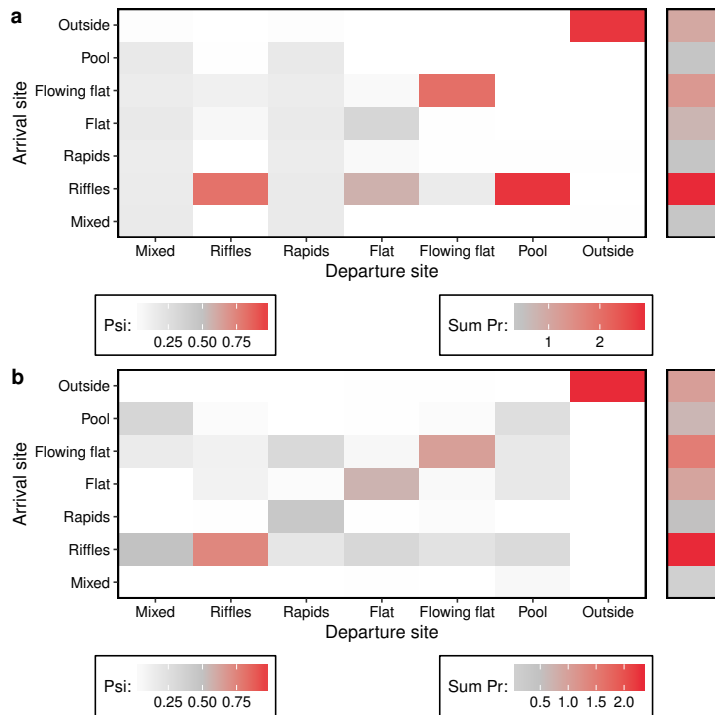 a
Outside
Pool
Flowing flat
Flat
Rapids
Riffles
Mixed
Arrival site
Mixed Riffles Rapids Flat Flowing flat Pool Outside
Departure site
Psi: 0.25 0.50 0.75
Sum Pr: 1 2
b
Outside
Pool
Flowing flat
Flat
Rapids
Riffles
Mixed
Arrival site
Mixed Riffles Rapids Flat Flowing flat Pool Outside
Departure site
Psi: 0.25 0.50 0.75
Sum Pr: 0.5 1.0 1.5 2.0